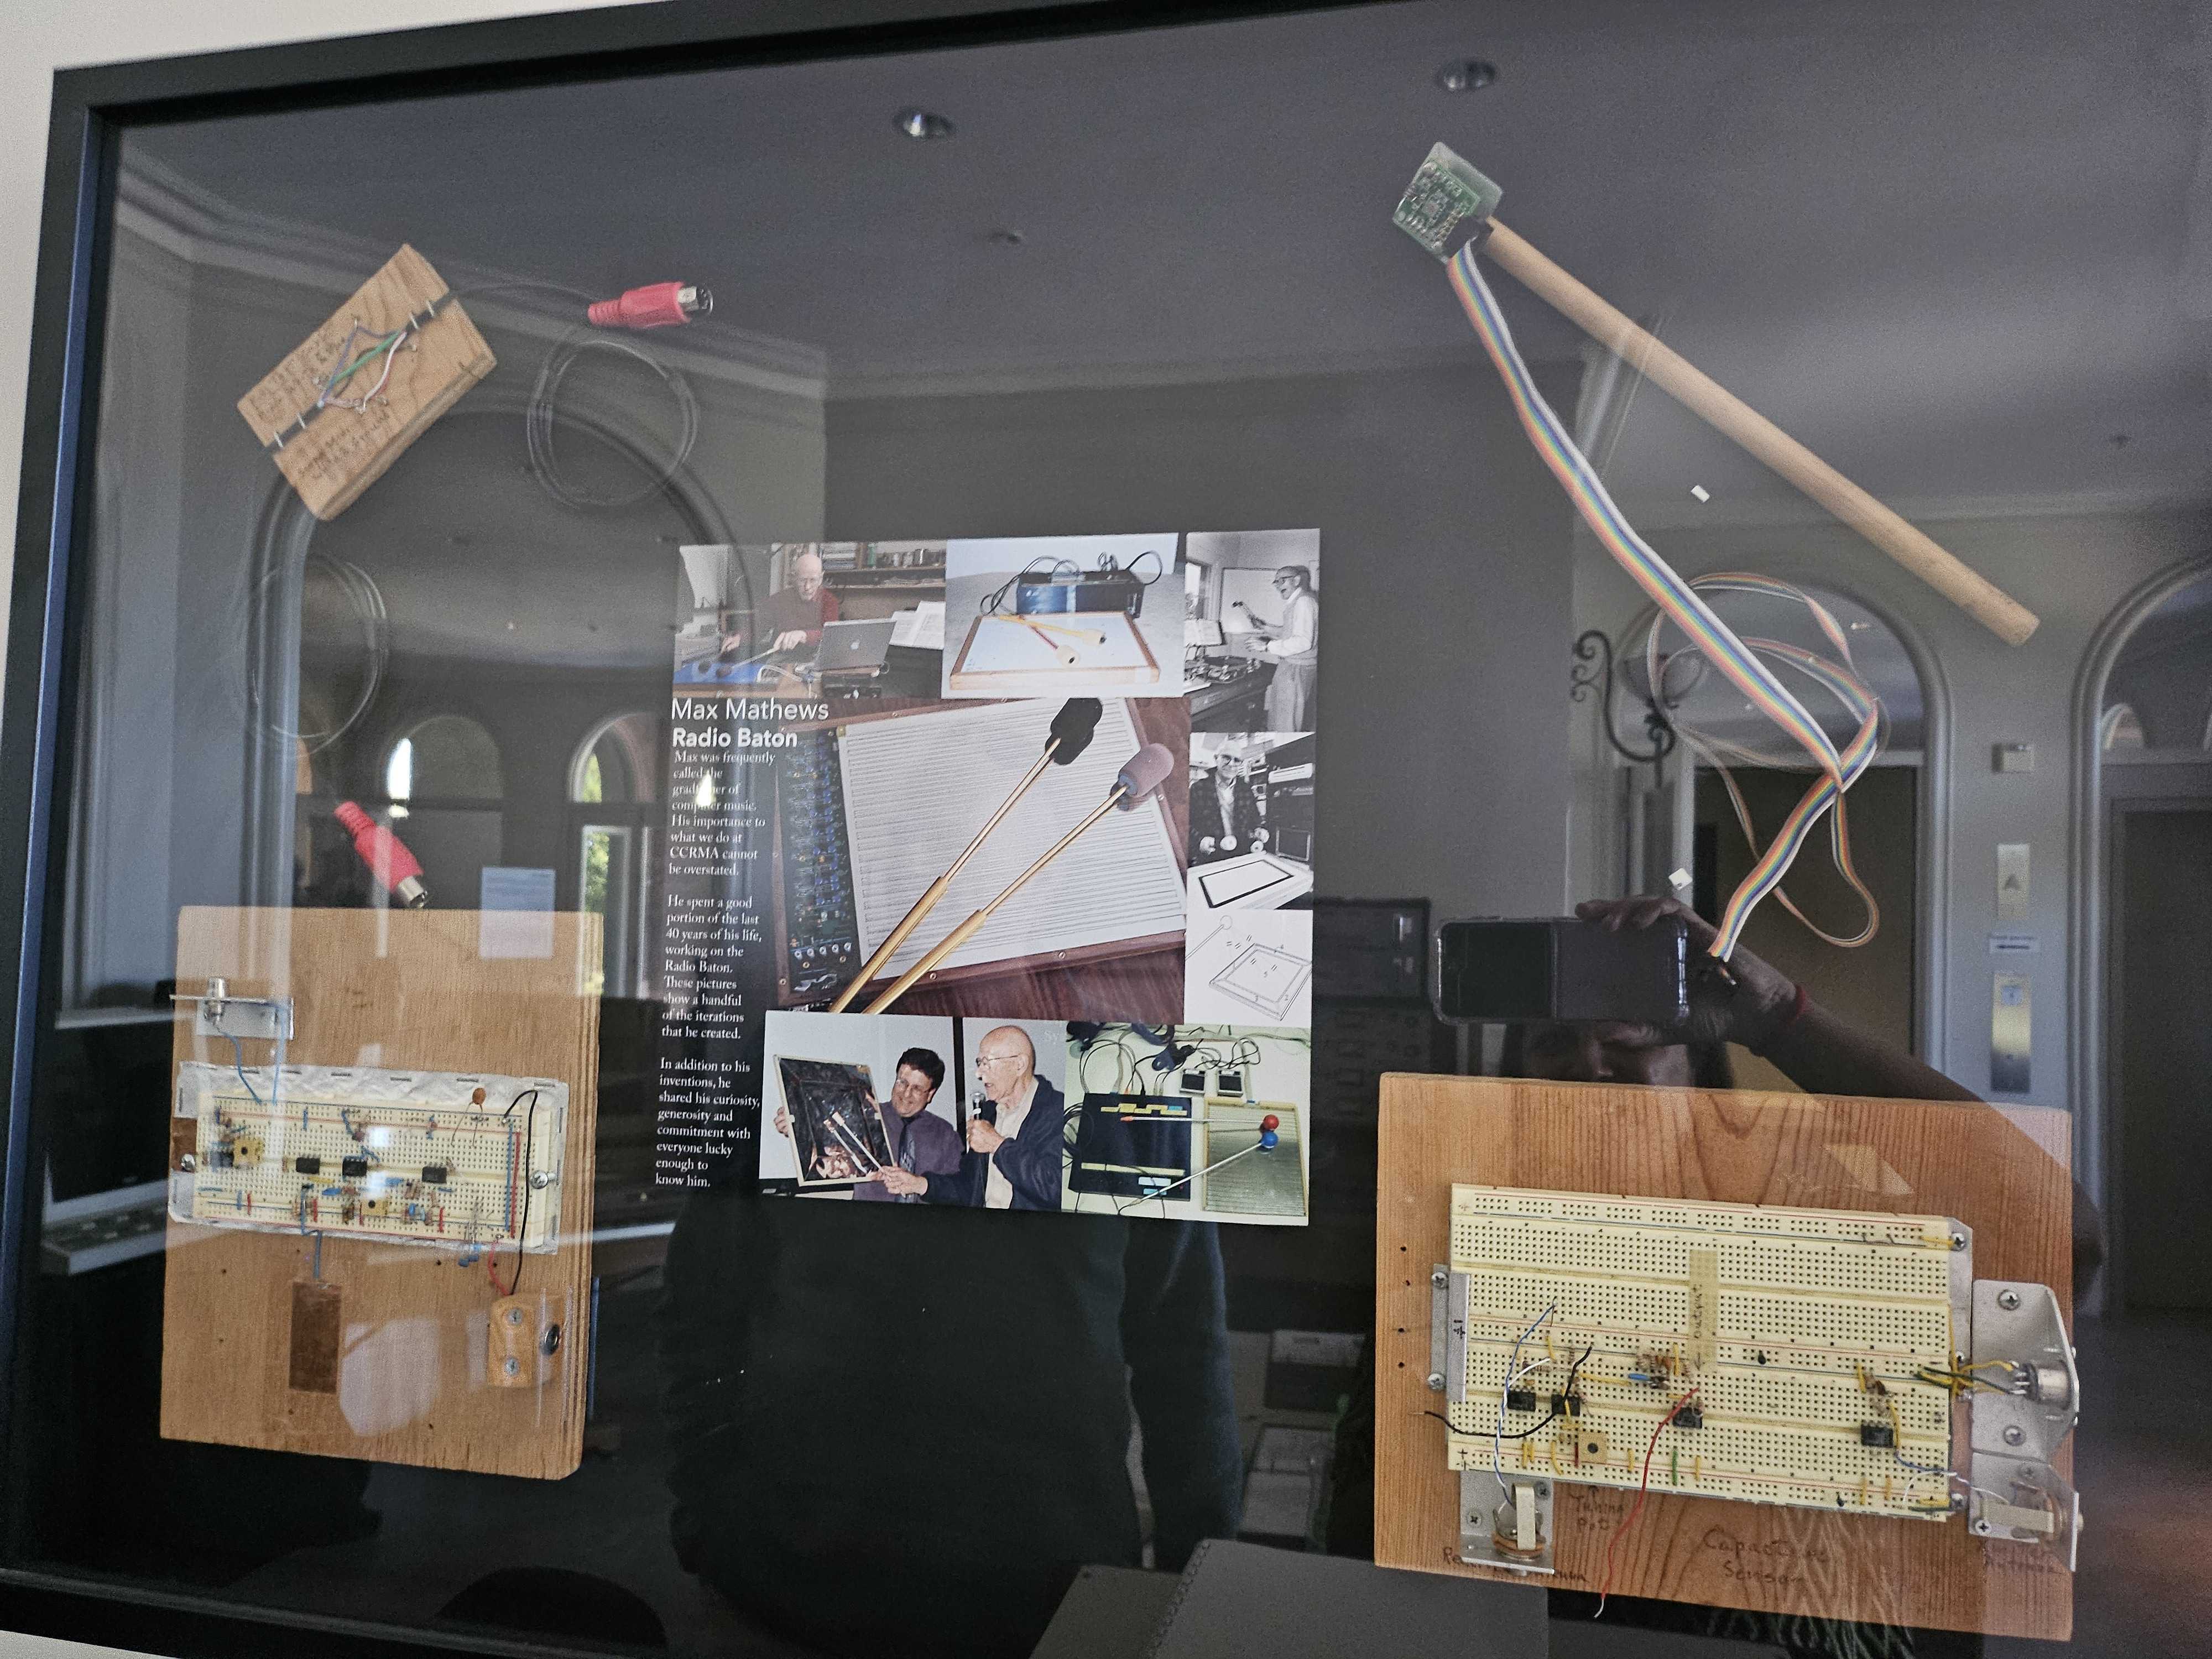 Max Mathews
Radio Baton
Max was frequently
called the
of
computer music.
His importance to
what we do at
CCRMA cannot
be overstated.
He spent a good
portion of the last
40 years of his life,
working on the
Radio Baton.
These pictures
show a handful
of the iterations
that he created.
In addition to his
inventions, he
shared his curiosity,
generosity and
commitment with
everyone lucky
enough to
know him.
output
Tuning
Pot
Capacitive
Sensor